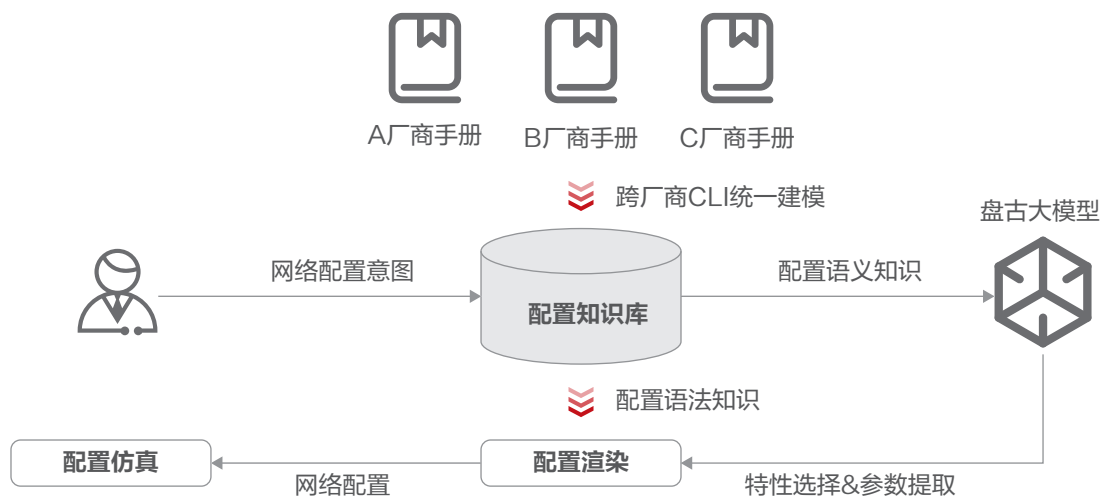 A厂商手册
B厂商手册
C厂商手册
跨厂商CLI统一建模
盘古大模型
网络配置意图
配置语义知识
配置知识库
配置语法知识
配置仿真
配置渲染
网络配置
特性选择&参数提取